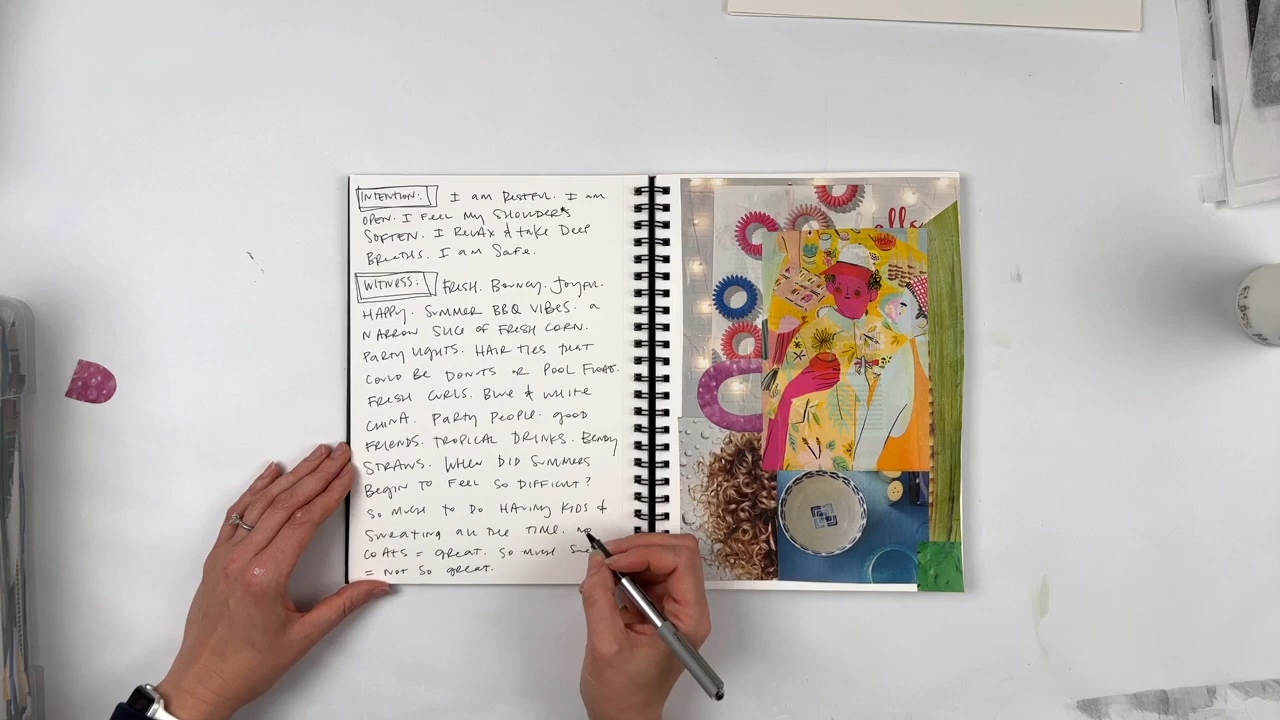 INTENTION: I am RESTFUL. I am
OPEN. I FEEL MY SHOULDERS
SOFTEN. I RELAX & TAKE DEEP
BREATHS. I am SAFE.
WITNESS: FRESH. BOUNCY. JOYFUL.
HAPPY. SUMMER BBQ VIBES. a
NARROW SLICE OF FRESH CORN.
PARTY LIGHTS. HAIR TIES THAT
COULD BE DONUTS OR POOL FLOAT.
FRESH CURLS. BLUE & WHITE
CHINA. PARTY PEOPLE. GOOD
FRIENDS. TROPICAL DRINKS. BENDY
STRAWS. WHEN DID SUMMERS
BEGIN TO FEEL SO DIFFICULT?
SO MUCH TO DO HAVING KIDS &
SWEATING ALL THE TIME.
COATS = GREAT. SO MUCH
= NOT SO GREAT.